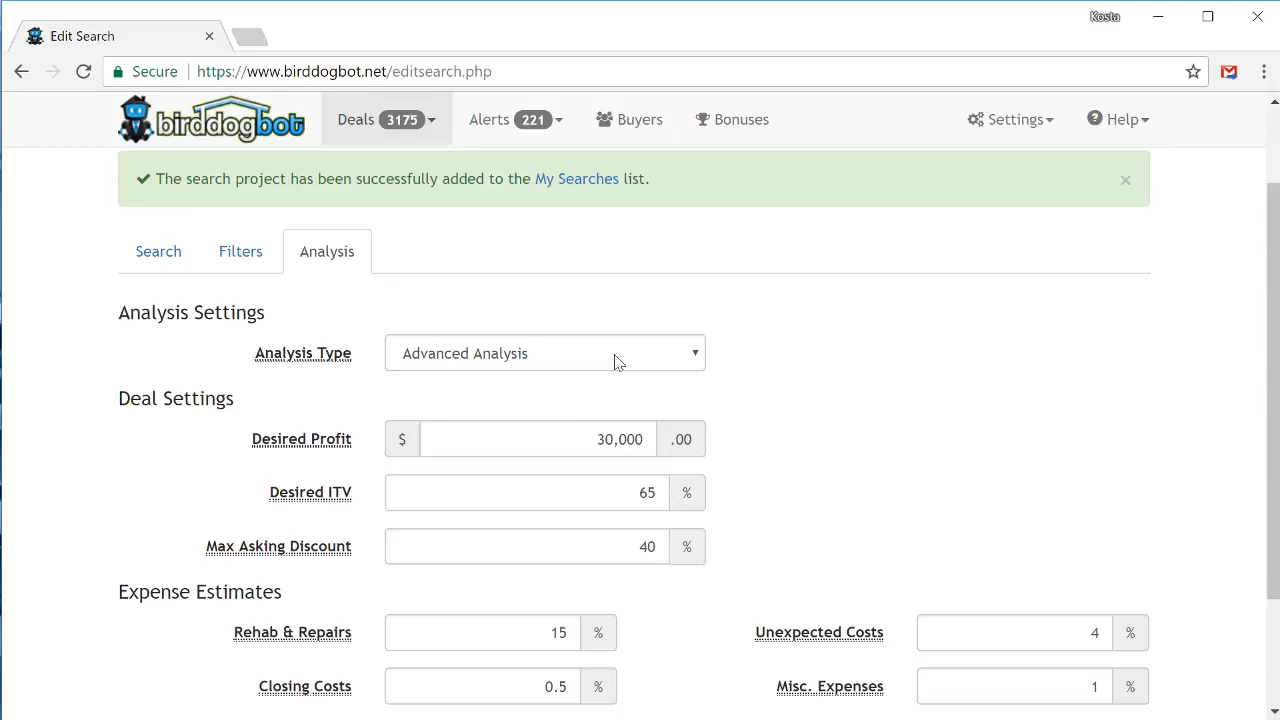 Kosta
Edit Search
Secure https://www.birddogbot.net/editsearch.php
birddogbot Deals 3175 Alerts 221 Buyers Bonuses Settings Help
The search project has been successfully added to the My Searches list.
Search Filters Analysis
Analysis Settings
Analysis Type Advanced Analysis
Deal Settings
Desired Profit $ 30,000 .00
Desired ITV 65 %
Max Asking Discount 40 %
Expense Estimates
Rehab & Repairs 15 % Unexpected Costs 4 %
Closing Costs 0.5 % Misc. Expenses 1 %